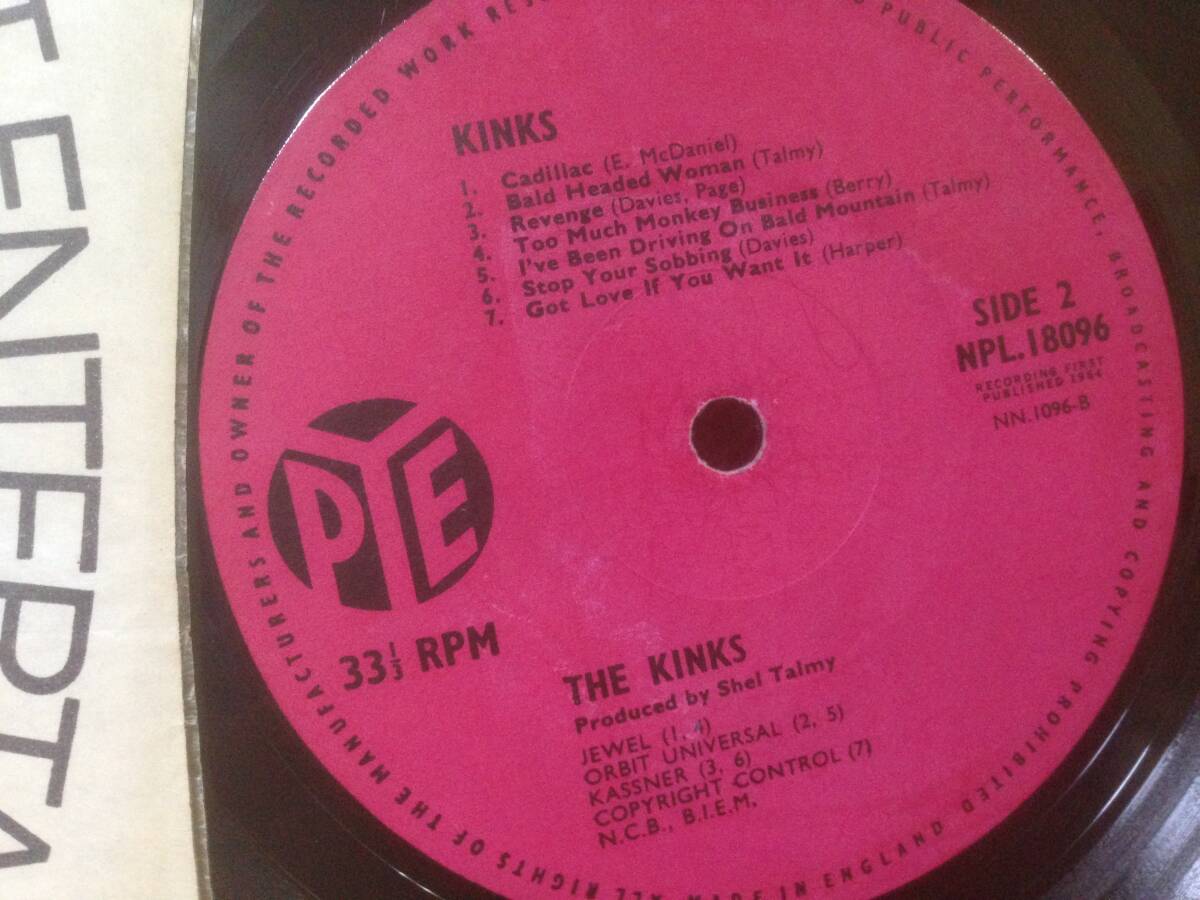 T ENTERTA
KINKS
1. Cadillac (E. McDaniel)
2. Bald Headed Woman (Talmy)
3. Revenge (Davies, Page)
4. Too Much Monkey Business (Berry)
5. I've Been Driving On Bald Mountain (Talmy)
6. Stop Your Sobbing (Davies)
7. Got Love If You Want It (Harper)
SIDE 2
NPL.18096
RECORDING FIRST
PUBLISHED 1964
NN.1096-B
PYE
33⅓ RPM
THE KINKS
Produced by Shel Talmy
JEWEL (1, 4)
ORBIT UNIVERSAL (2, 5)
KASSNER (3, 6)
COPYRIGHT CONTROL (7)
N.C.B., B.I.E.M.
ALL RIGHTS OF THE MANUFACTURERS AND OWNER OF THE RECORDED WORK
PUBLIC PERFORMANCE, BROADCASTING AND COPYING PROHIBITED
MADE IN ENGLAND